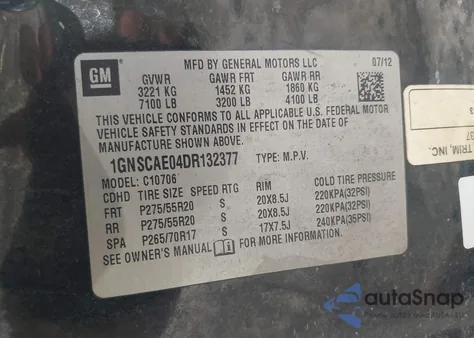 GM
MFD BY GENERAL MOTORS LLC 07/12
GVWR GAWR FRT GAWR RR
3221 KG 1452 KG 1860 KG
7100 LB 3200 LB 4100 LB
THIS VEHICLE CONFORMS TO ALL APPLICABLE U.S. FEDERAL MOTOR
VEHICLE SAFETY STANDARDS IN EFFECT ON THE DATE OF
MANUFACTURE SHOWN ABOVE.
1GNSCAE04DR132377 TYPE: M.P.V.
MODEL: C10706
CDHD TIRE SIZE SPEED RTG RIM COLD TIRE PRESSURE
FRT P275/55R20 S 20X8.5J 220KPA(32PSI)
RR P275/55R20 S 20X8.5J 220KPA(32PSI)
SPA P265/70R17 S 17X7.5J 240KPA(35PSI)
SEE OWNER'S MANUAL FOR MORE INFORMATION.
TRIM, INC.
autoSnap